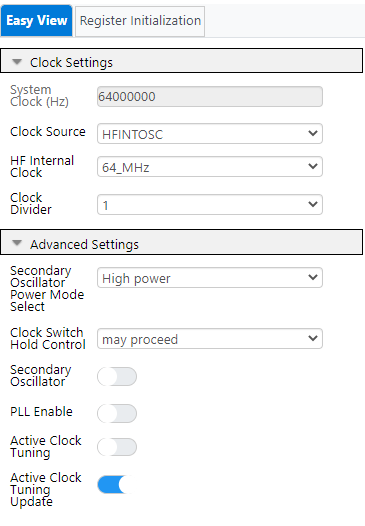 Easy View
Register Initialization
Clock Settings
System
Clock (Hz)
64000000
Clock Source
HFINTOSC
HF Internal
Clock
64_MHz
Clock
Divider
1
Advanced Settings
Secondary
Oscillator
Power Mode
Select
High power
Clock Switch
Hold Control
may proceed
Secondary
Oscillator
PLL Enable
Active Clock
Tuning
Active Clock
Tuning
Update